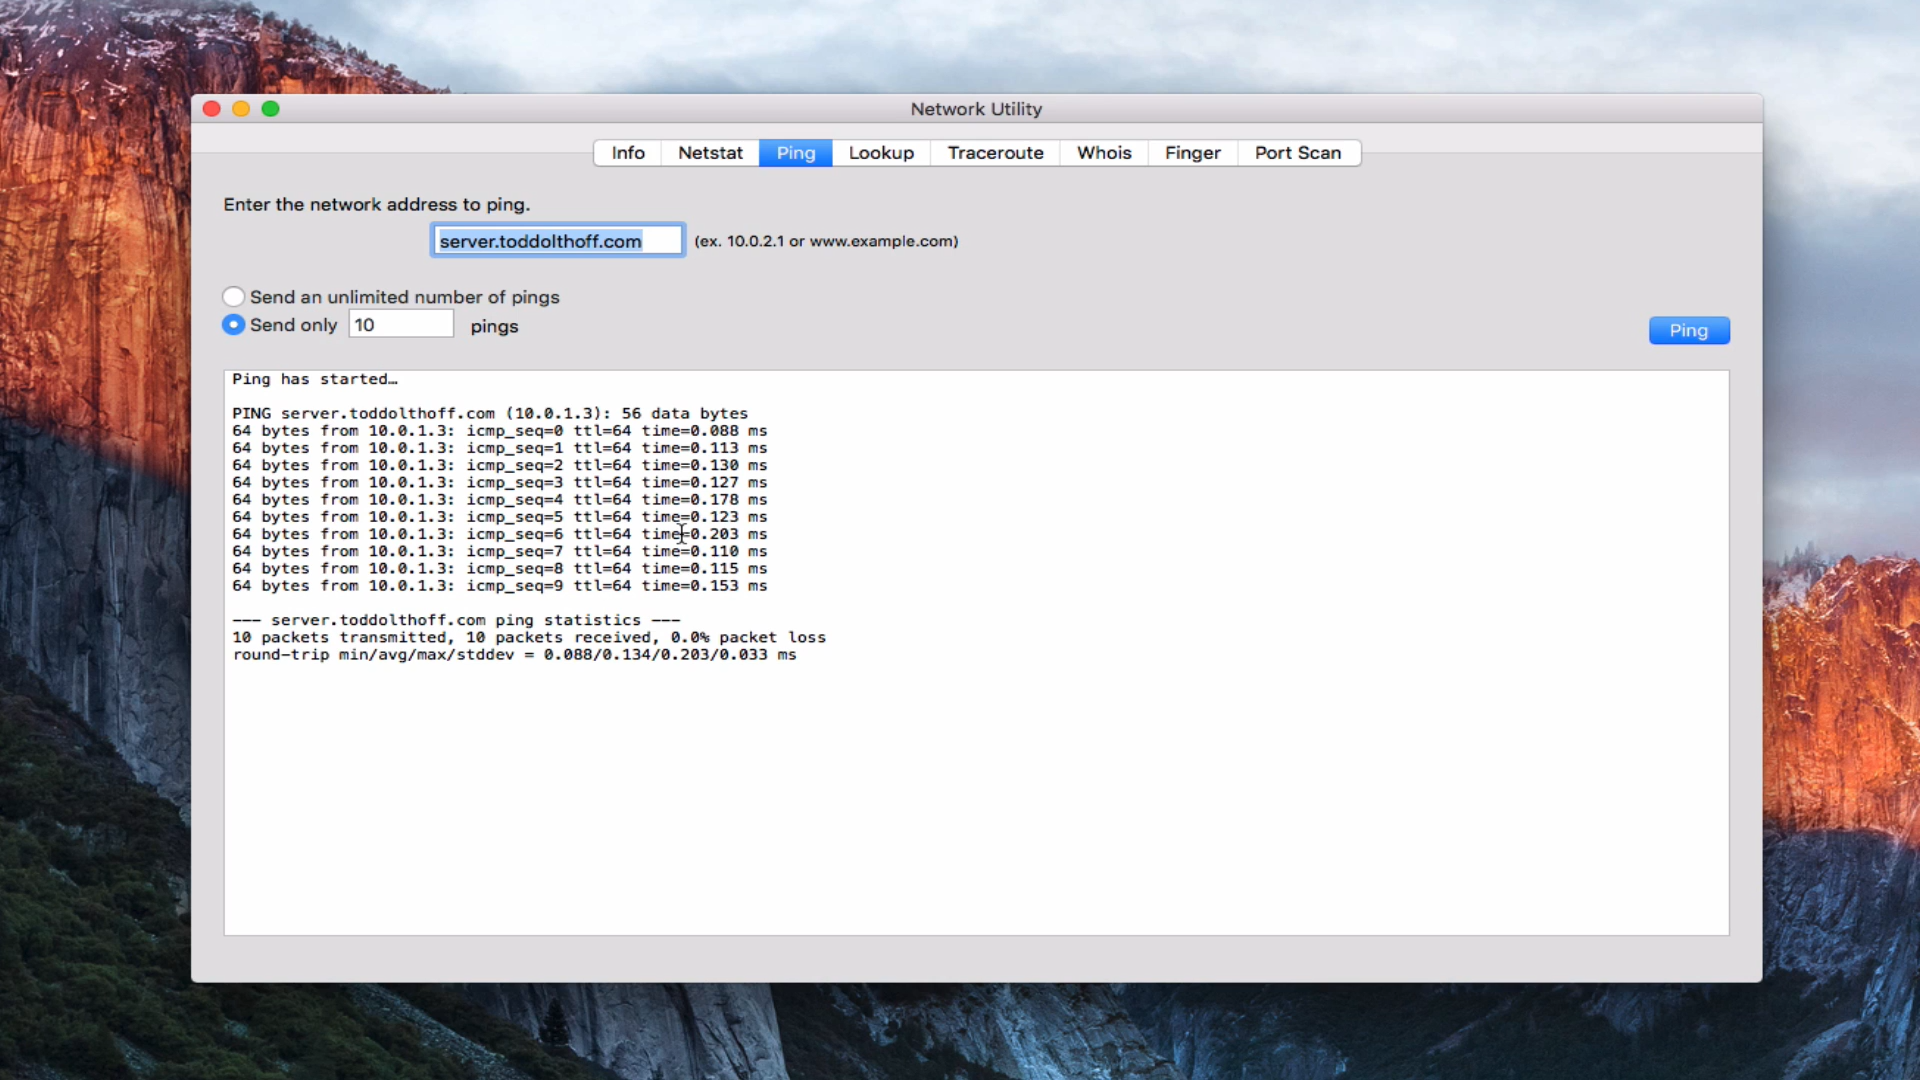 Network Utility
Info Netstat Ping Lookup Traceroute Whois Finger Port Scan
Enter the network address to ping.
server.toddolthoff.com (ex. 10.0.2.1 or www.example.com)
Send an unlimited number of pings
Send only 10 pings
Ping
Ping has started…
PING server.toddolthoff.com (10.0.1.3): 56 data bytes
64 bytes from 10.0.1.3: icmp_seq=0 ttl=64 time=0.088 ms
64 bytes from 10.0.1.3: icmp_seq=1 ttl=64 time=0.113 ms
64 bytes from 10.0.1.3: icmp_seq=2 ttl=64 time=0.130 ms
64 bytes from 10.0.1.3: icmp_seq=3 ttl=64 time=0.127 ms
64 bytes from 10.0.1.3: icmp_seq=4 ttl=64 time=0.178 ms
64 bytes from 10.0.1.3: icmp_seq=5 ttl=64 time=0.123 ms
64 bytes from 10.0.1.3: icmp_seq=6 ttl=64 time=0.203 ms
64 bytes from 10.0.1.3: icmp_seq=7 ttl=64 time=0.110 ms
64 bytes from 10.0.1.3: icmp_seq=8 ttl=64 time=0.115 ms
64 bytes from 10.0.1.3: icmp_seq=9 ttl=64 time=0.153 ms
--- server.toddolthoff.com ping statistics ---
10 packets transmitted, 10 packets received, 0.0% packet loss
round-trip min/avg/max/stddev = 0.088/0.134/0.203/0.033 ms